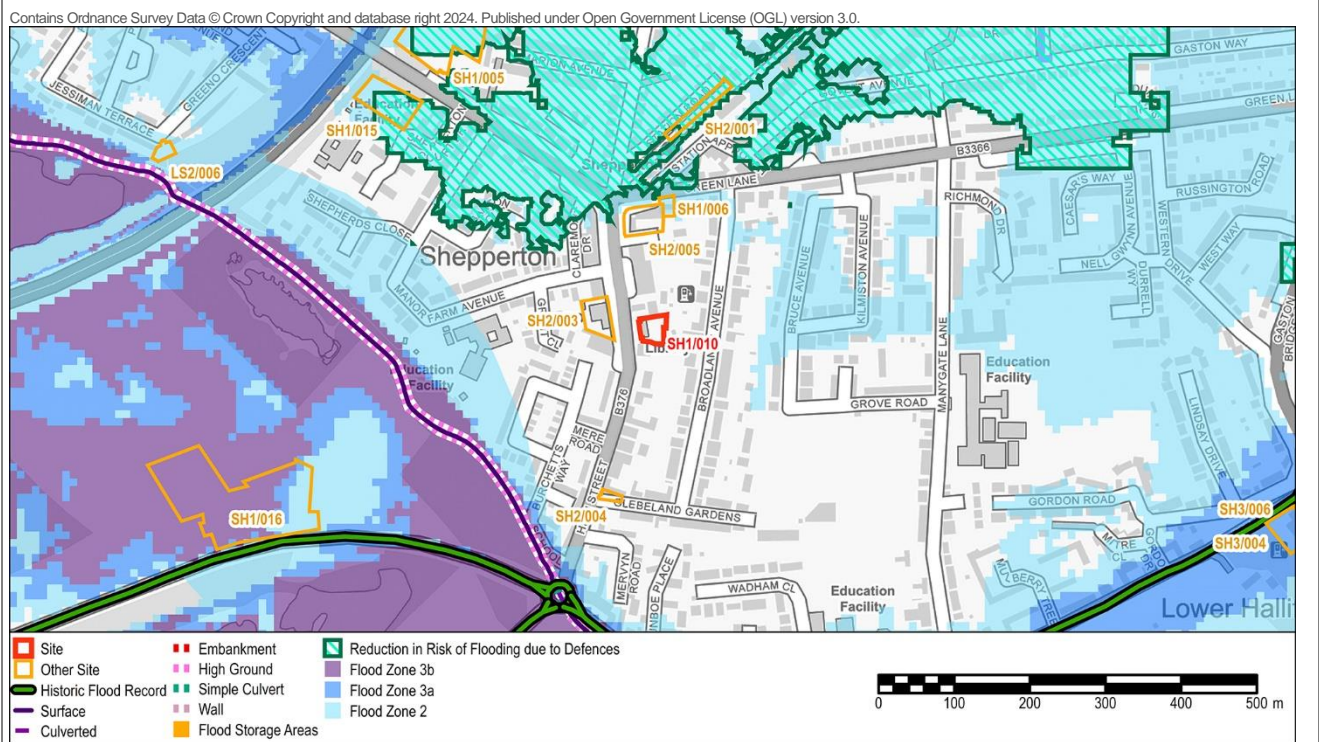 Contains Ordnance Survey Data © Crown Copyright and database right 2024. Published under Open Government License (OGL) version 3.0.
GREENO CRESCENT
JESSIMAN TERRACE
SH1/005
Education
SH1/015
LS2/006
SH2/001
GASTON WAY
GREEN L
B3366
GREEN LANE
SH1/006
SH2/005
SHEPHERDS CLOSE
Shepperton
RICHMOND DR
CAESAR'S WAY
RUSSINGTON ROAD
WESTERN DRIVE
WEST WAY
NELL GWYNN AVENUE
DURRELL WAY
MANOR FARM AVENUE
BRUCE AVENUE
KILMISTON AVENUE
GASTON BRIDGE
SH2/003
SH1/010
BROADLAN AVENUE
MANYGATE LANE
Education
Facility
B376
GROVE ROAD
LINDSAY DRIVE
MERE
ROAD
BURCHETTS
WAY
SH1/016
SH2/004
GLEBELAND GARDENS
GORDON ROAD
SH3/006
SH3/004
MERVYN
ROAD
NBOE PLACE
WADHAM CL
Education
Facility
Lower Halli
Site
Other Site
Historic Flood Record
Surface
Culverted
Embankment
High Ground
Simple Culvert
Wall
Flood Storage Areas
Reduction in Risk of Flooding due to Defences
Flood Zone 3b
Flood Zone 3a
Flood Zone 2
0 100 200 300 400 500 m